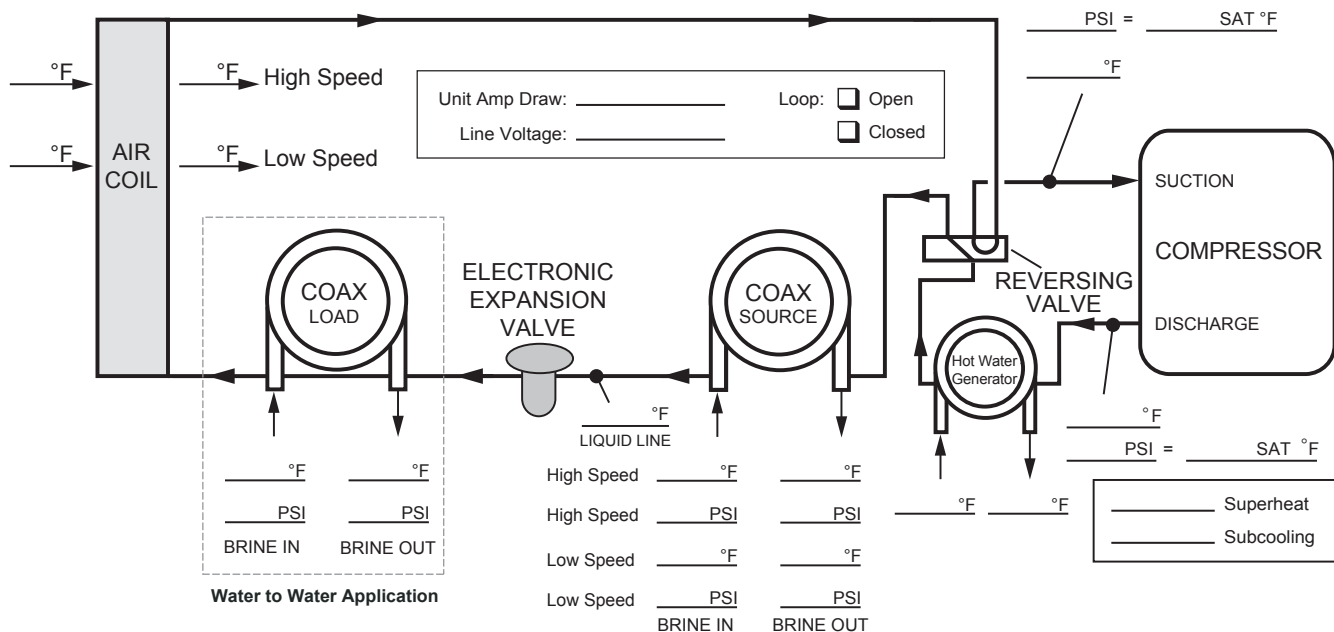 PSI = SAT °F
°F
°F °F High Speed
°F °F Low Speed
AIR
COIL
Unit Amp Draw:
Line Voltage:
Loop: Open
Closed
SUCTION
COMPRESSOR
DISCHARGE
REVERSING
VALVE
COAX
LOAD
ELECTRONIC
EXPANSION
VALVE
COAX
SOURCE
Hot Water
Generator
°F
LIQUID LINE
°F
PSI = SAT °F
°F °F
Superheat
Subcooling
°F °F
PSI PSI
BRINE IN BRINE OUT
Water to Water Application
High Speed °F °F
High Speed PSI PSI
Low Speed °F °F
Low Speed PSI PSI
BRINE IN BRINE OUT